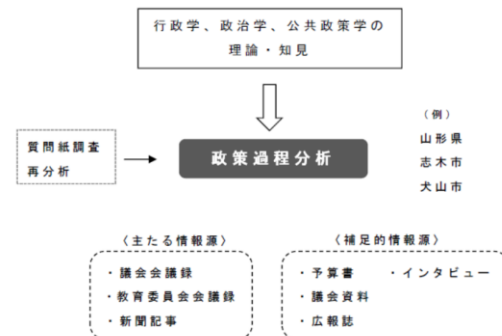 行政学、政治学、公共政策学の
理論・知見
(例)
山形県
志木市
犬山市
質問紙調査
再分析
政策過程分析
〈主たる情報源〉
・議会会議録
・教育委員会会議録
・新聞記事
〈補足的情報源〉
・予算書 ・インタビュー
・議会資料
・広報誌